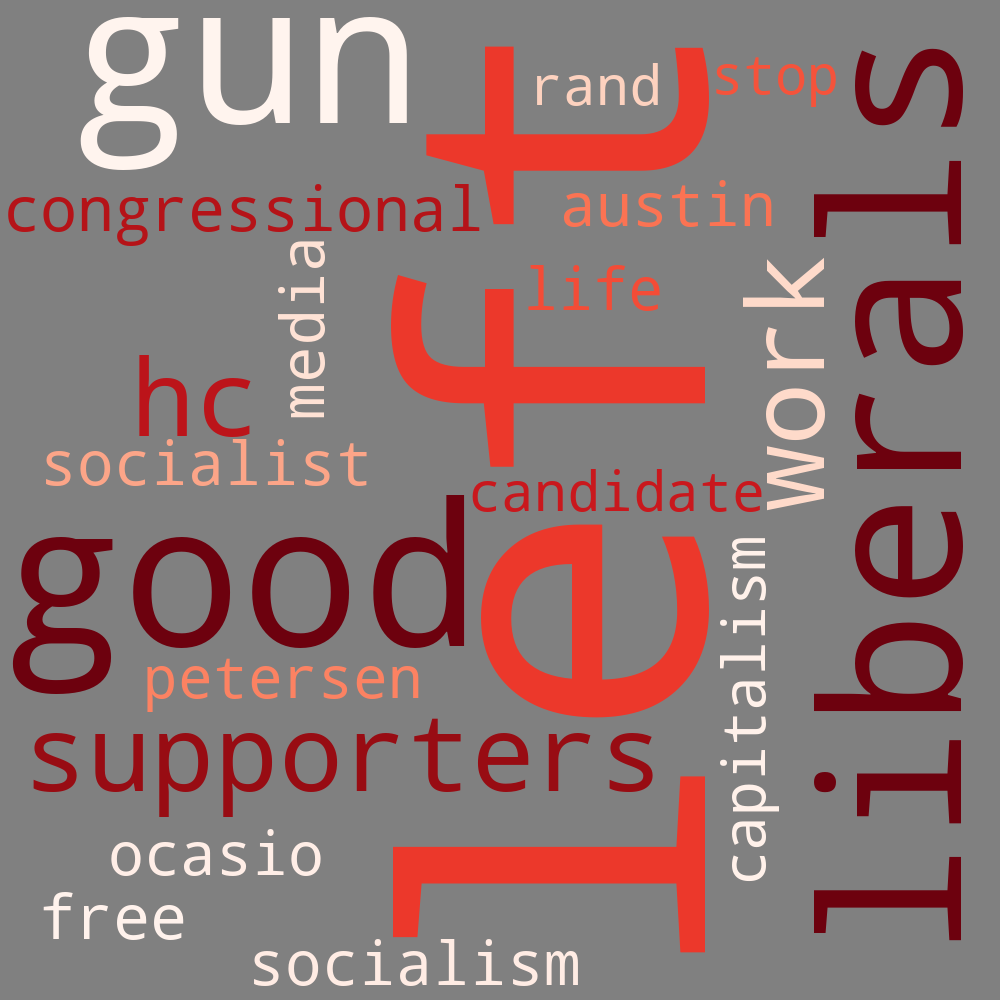 gun
left
rand
stop
liberals
congressional
austin
media
life
work
hc
socialist
candidate
good
capitalism
petersen
supporters
ocasio
free
socialism